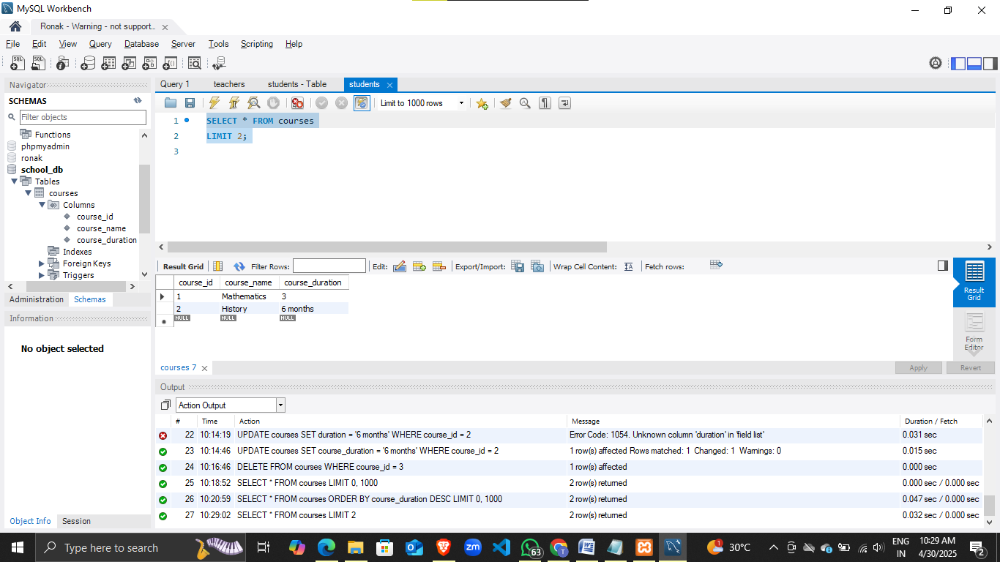 MySQL Workbench
Ronak - Warning - not support...
File Edit View Query Database Server Tools Scripting Help
Navigator
SCHEMAS
Filter objects
Functions
phpmyadmin
ronak
school_db
Tables
courses
Columns
course_id
course_name
course_duration
Indexes
Foreign Keys
Triggers
Administration Schemas
Information
No object selected
Object Info Session
Query 1 teachers students - Table students
Limit to 1000 rows
1 SELECT * FROM courses
2 LIMIT 2;
3
Result Grid Filter Rows: Edit: Export/Import: Wrap Cell Content: Fetch rows:
course_id course_name course_duration
1 Mathematics 3
2 History 6 months
NULL NULL NULL
Result Grid
Form Editor
courses 7 Apply Revert
Output
Action Output
# Time Action Message Duration / Fetch
22 10:14:19 UPDATE courses SET duration = '6 months' WHERE course_id = 2 Error Code: 1054. Unknown column 'duration' in 'field list' 0.031 sec
23 10:14:46 UPDATE courses SET course_duration = '6 months' WHERE course_id = 2 1 row(s) affected Rows matched: 1 Changed: 1 Warnings: 0 0.015 sec
24 10:16:46 DELETE FROM courses WHERE course_id = 3 1 row(s) affected 0.000 sec
25 10:18:52 SELECT * FROM courses LIMIT 0, 1000 2 row(s) returned 0.000 sec / 0.000 sec
26 10:20:59 SELECT * FROM courses ORDER BY course_duration DESC LIMIT 0, 1000 2 row(s) returned 0.047 sec / 0.000 sec
27 10:29:02 SELECT * FROM courses LIMIT 2 2 row(s) returned 0.032 sec / 0.000 sec
Type here to search
zm
63
T
1
30°C
ENG
IN
10:29 AM
4/30/2025
2